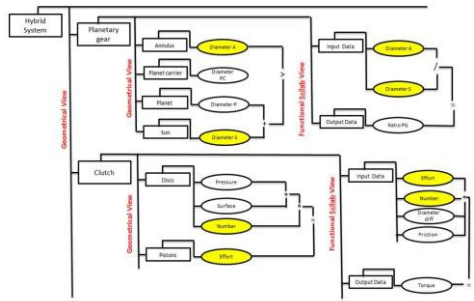 Hybrid
System
Planetary
gear
Annulus
Diameter A
Planet carrier
Diameter
PC
Planet
Diameter P
Sun
Diameter S
Input Data
Diameter A
Diameter S
Output Data
Ratio PG
Geometrical View
Geometrical View
Functional Scilab View
Clutch
Discs
Pressure
Surface
Number
Pistons
Effort
Input Data
Effort
Number
Diameter
diff
Friction
Output Data
Torque
Geometrical View
Functional Scilab View